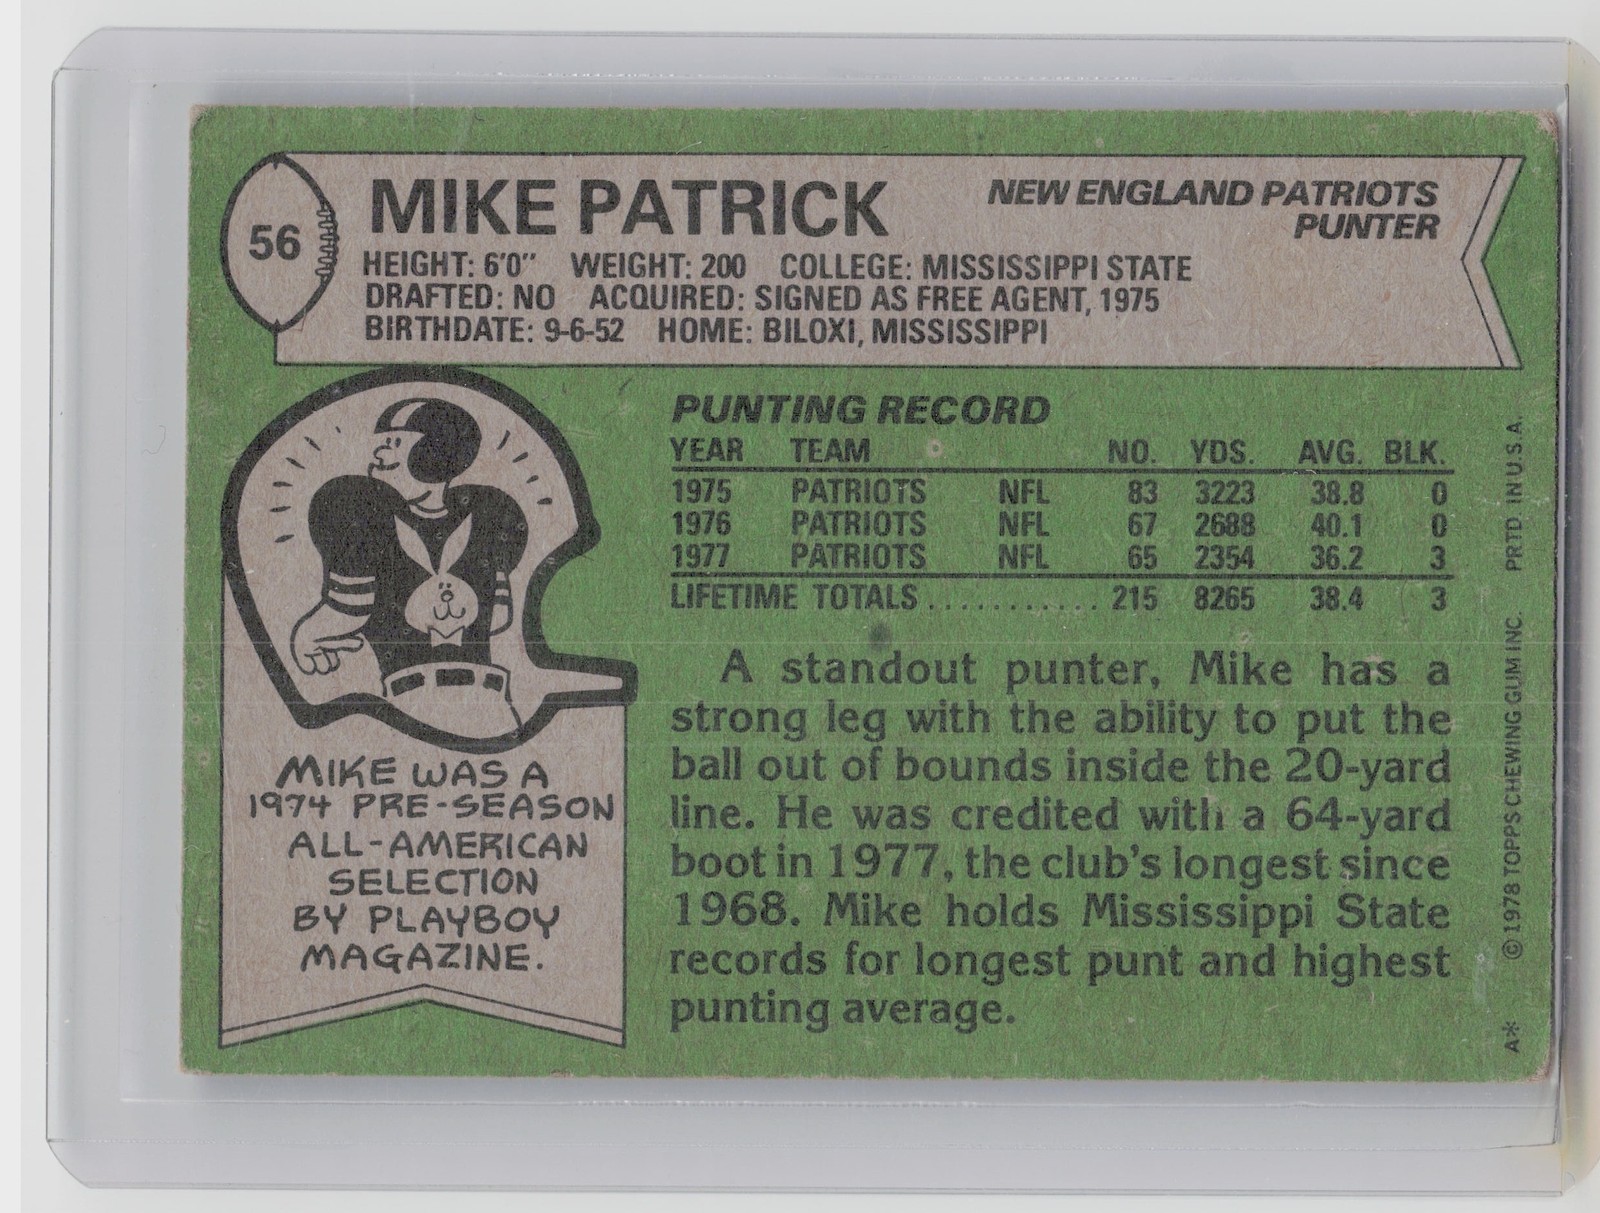 56
MIKE PATRICK
NEW ENGLAND PATRIOTS
PUNTER
HEIGHT: 6'0" WEIGHT: 200 COLLEGE: MISSISSIPPI STATE
DRAFTED: NO ACQUIRED: SIGNED AS FREE AGENT, 1975
BIRTHDATE: 9-6-52 HOME: BILOXI, MISSISSIPPI
MIKE WAS A
1974 PRE-SEASON
ALL-AMERICAN
SELECTION
BY PLAYBOY
MAGAZINE.
PUNTING RECORD
YEAR TEAM NO. YDS. AVG. BLK.
1975 PATRIOTS NFL 83 3223 38.8 0
1976 PATRIOTS NFL 67 2688 40.1 0
1977 PATRIOTS NFL 65 2354 36.2 3
LIFETIME TOTALS............ 215 8265 38.4 3
A standout punter, Mike has a
strong leg with the ability to put the
ball out of bounds inside the 20-yard
line. He was credited with a 64-yard
boot in 1977, the club's longest since
1968. Mike holds Mississippi State
records for longest punt and highest
punting average.
A* ©1978 TOPPS CHEWING GUM INC. PRTD IN U.S.A.